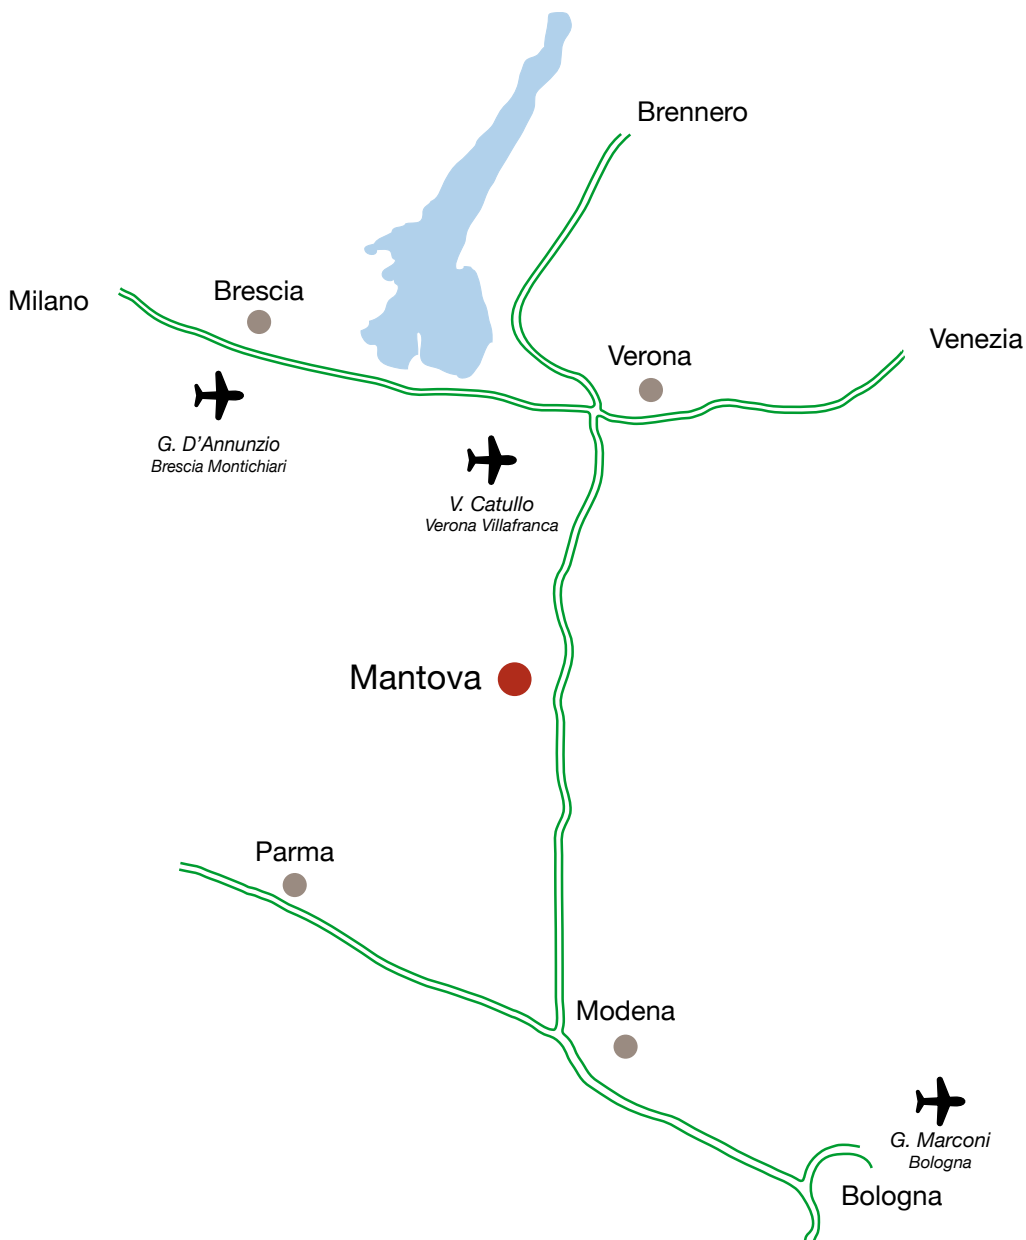 Brennero
Brescia
Milano
Venezia
Verona
G. D’Annunzio
Brescia Montichiari
V. Catullo
Verona Villafranca
Mantova
Parma
Modena
G. Marconi
Bologna
Bologna